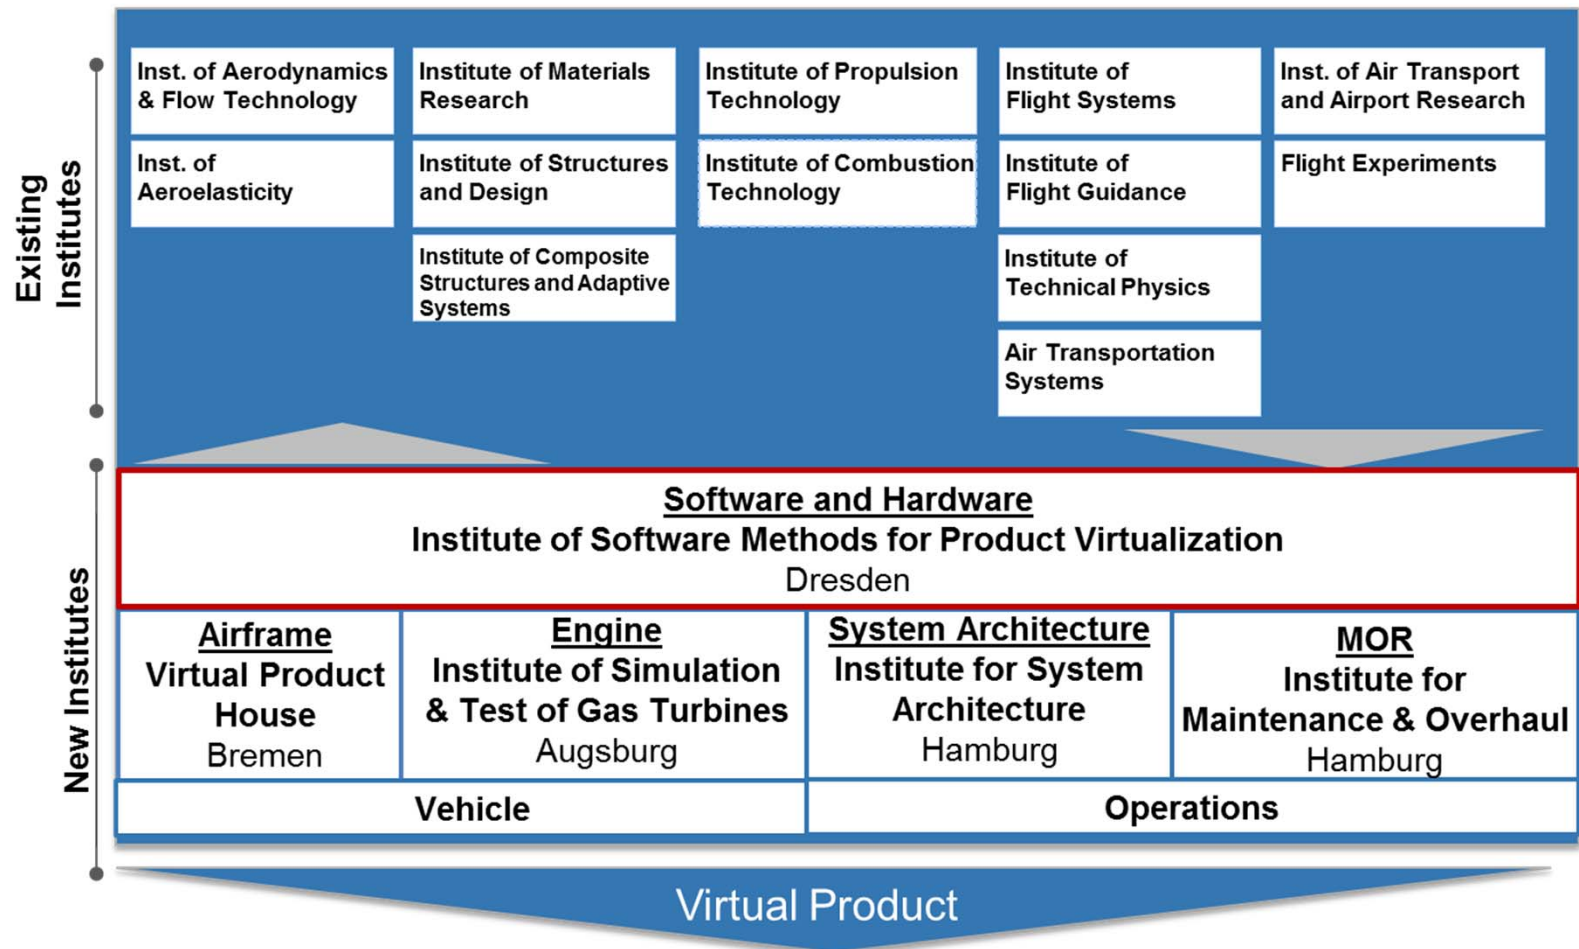 Existing
Institutes
Inst. of Aerodynamics
& Flow Technology
Inst. of
Aeroelasticity
Institute of Materials
Research
Institute of Structures
and Design
Institute of Composite
Structures and Adaptive
Systems
Institute of Propulsion
Technology
Institute of Combustion
Technology
Institute of
Flight Systems
Institute of
Flight Guidance
Institute of
Technical Physics
Air Transportation
Systems
Inst. of Air Transport
and Airport Research
Flight Experiments
New Institutes
Software and Hardware
Institute of Software Methods for Product Virtualization
Dresden
Airframe
Virtual Product
House
Bremen
Engine
Institute of Simulation
& Test of Gas Turbines
Augsburg
System Architecture
Institute for System
Architecture
Hamburg
MOR
Institute for
Maintenance & Overhaul
Hamburg
Vehicle
Operations
Virtual Product